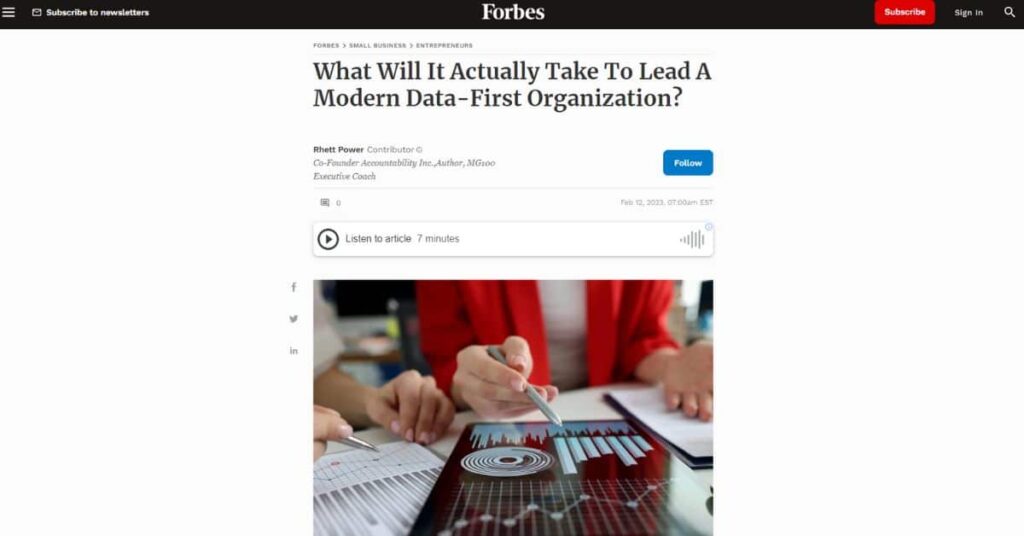 Subscribe to newsletters
Forbes
Subscribe
Sign In
FORBES > SMALL BUSINESS > ENTREPRENEURS
What Will It Actually Take To Lead A
Modern Data-First Organization?
Rhett Power Contributor
Co-Founder Accountability Inc.,Author, MG100
Executive Coach
Follow
0
Feb 12, 2023, 07:00am EST
Listen to article 7 minutes